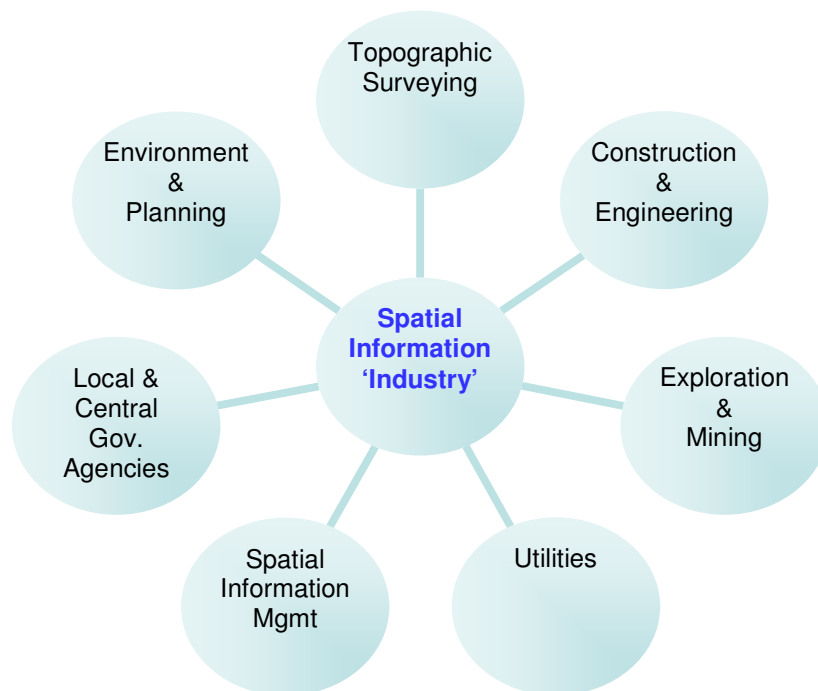 Topographic
Surveying
Environment
&
Planning
Construction
&
Engineering
Spatial
Information
‘Industry’
Local &
Central
Gov.
Agencies
Exploration
&
Mining
Spatial
Information
Mgmt
Utilities